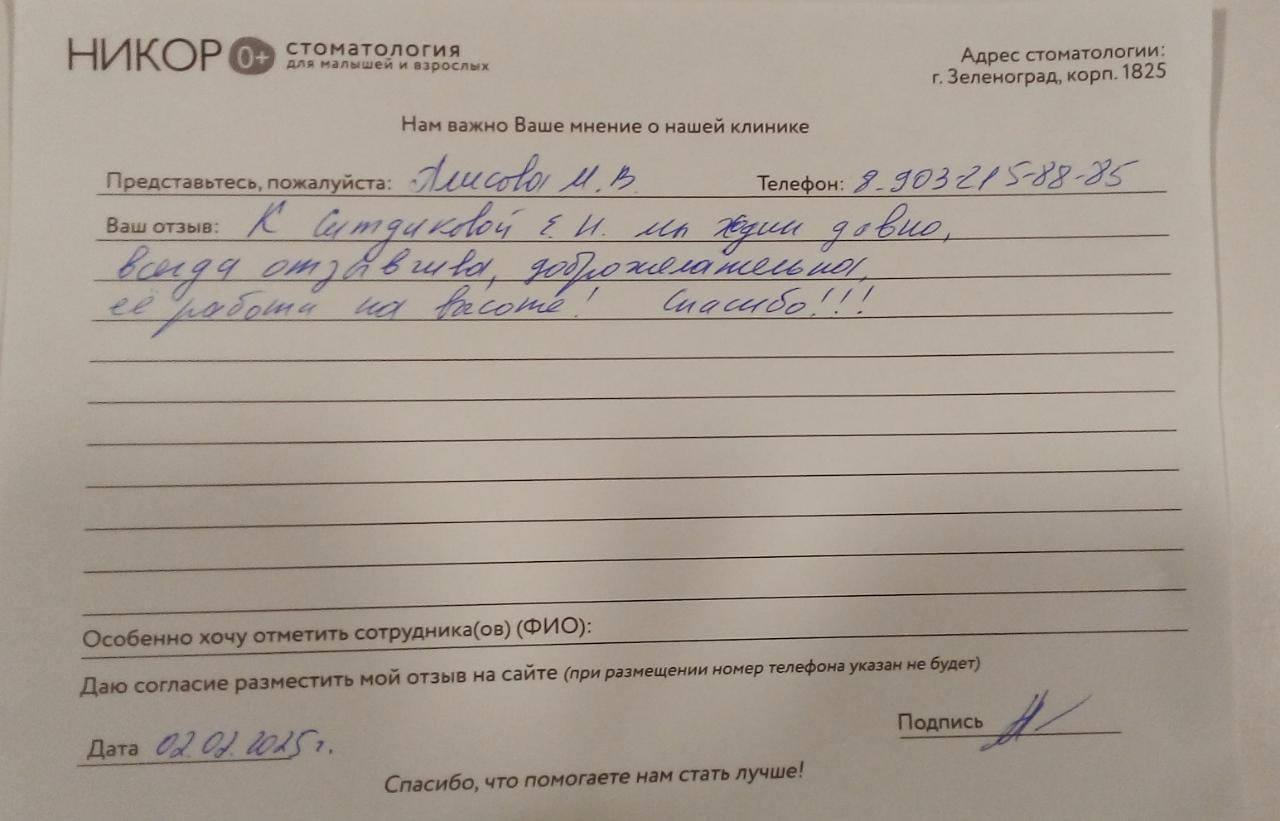 НИКОР 0+ СТОМАТОЛОГИЯ
ДЛЯ МАЛЫШЕЙ И ВЗРОСЛЫХ
Адрес стоматологии:
г. Зеленоград, корп. 1825
Нам важно Ваше мнение о нашей клинике
Представьтесь, пожалуйста: Алисова М.В. Телефон: 8-903-215-88-85
Ваш отзыв: К Ситдиковой Е.Н. мы ходим давно,
всегда отзывчива, доброжелательна,
её работа на высоте! Спасибо!!!
Особенно хочу отметить сотрудника(ов) (ФИО):
Даю согласие разместить мой отзыв на сайте (при размещении номер телефона указан не будет)
Дата 02.02.2025г. Подпись
Спасибо, что помогаете нам стать лучше!